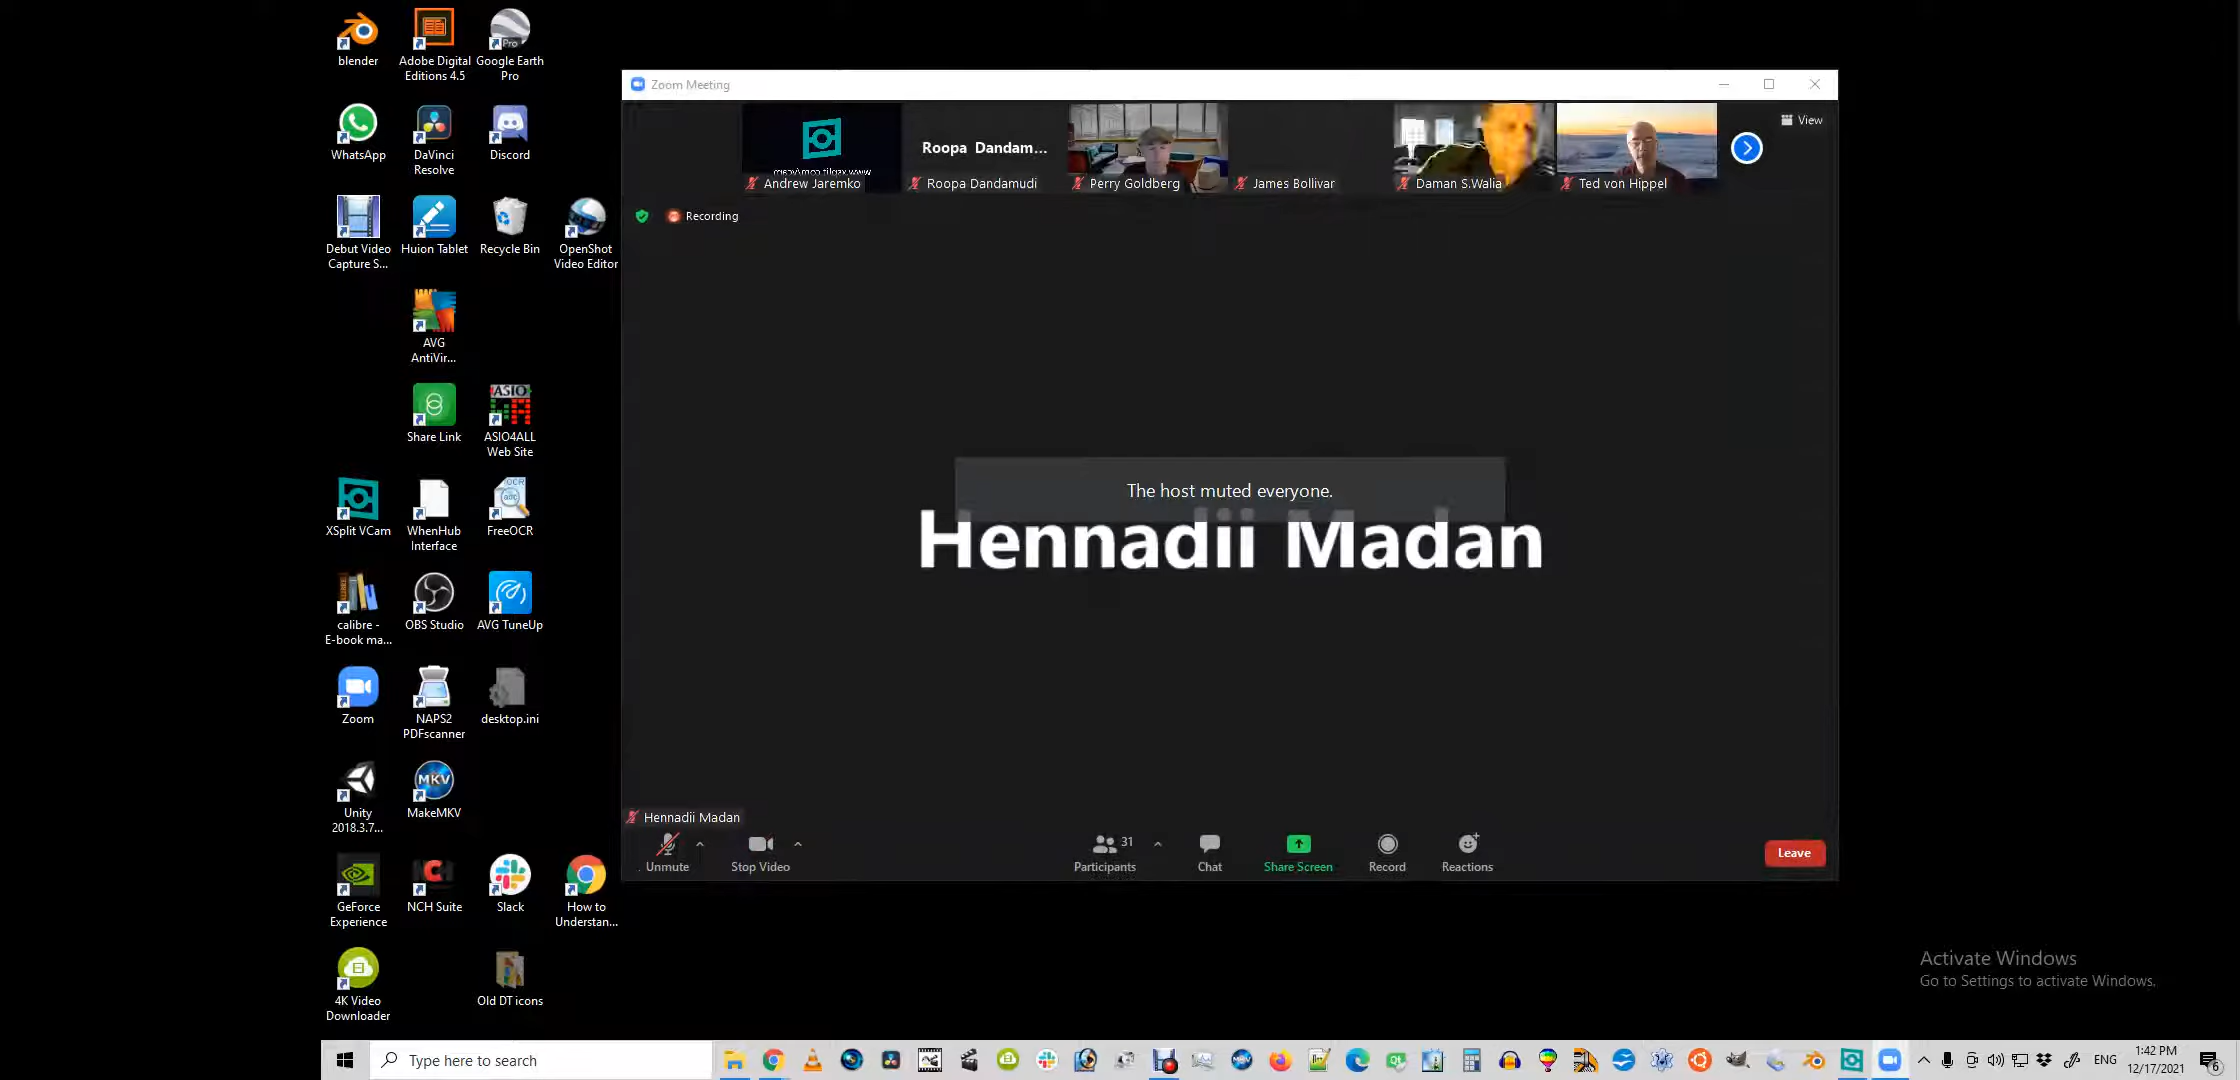 blender
Adobe Digital
Editions 4.5
Google Earth
Pro
Pro
WhatsApp
DaVinci
Resolve
Discord
Debut Video
Capture S...
Huion Tablet
Recycle Bin
OpenShot
Video Editor
AVG
AntiVir...
Share Link
ASIO
ASIO4ALL
Web Site
XSplit VCam
WhenHub
Interface
OCR
FreeOCR
calibre -
E-book ma...
OBS Studio
AVG TuneUp
Zoom
NAPS2
PDFscanner
desktop.ini
Unity
2018.3.7...
MKV
MakeMKV
GeForce
Experience
NCH Suite
Slack
How to
Understan...
4K Video
Downloader
Old DT icons
Zoom Meeting
View
Andrew Jaremko
Roopa Dandam...
Roopa Dandamudi
Perry Goldberg
James Bollivar
Daman S.Walia
Ted von Hippel
Recording
The host muted everyone.
Hennadii Madan
Hennadii Madan
Unmute
Stop Video
31
Participants
Chat
Share Screen
Record
Reactions
Leave
Activate Windows
Go to Settings to activate Windows.
Type here to search
ENG
1:42 PM
12/17/2021
6